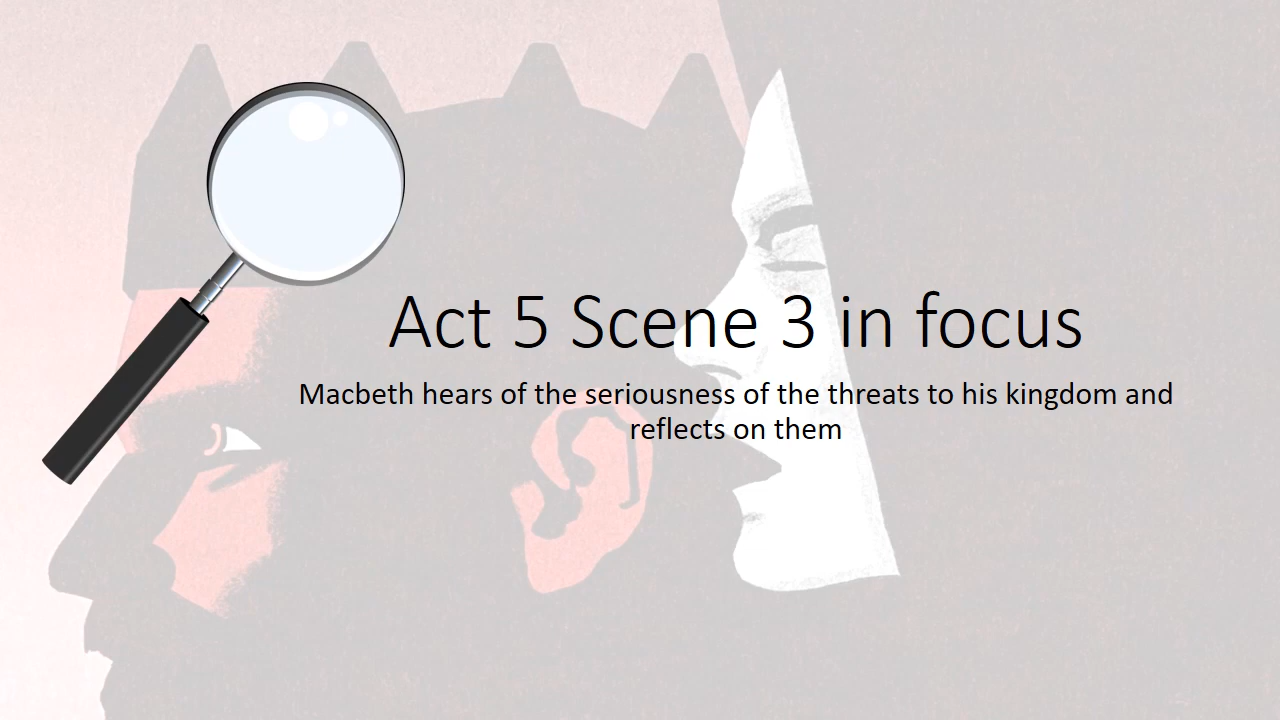 Act 5 Scene 3 in focus
Macbeth hears of the seriousness of the threats to his kingdom and
reflects on them